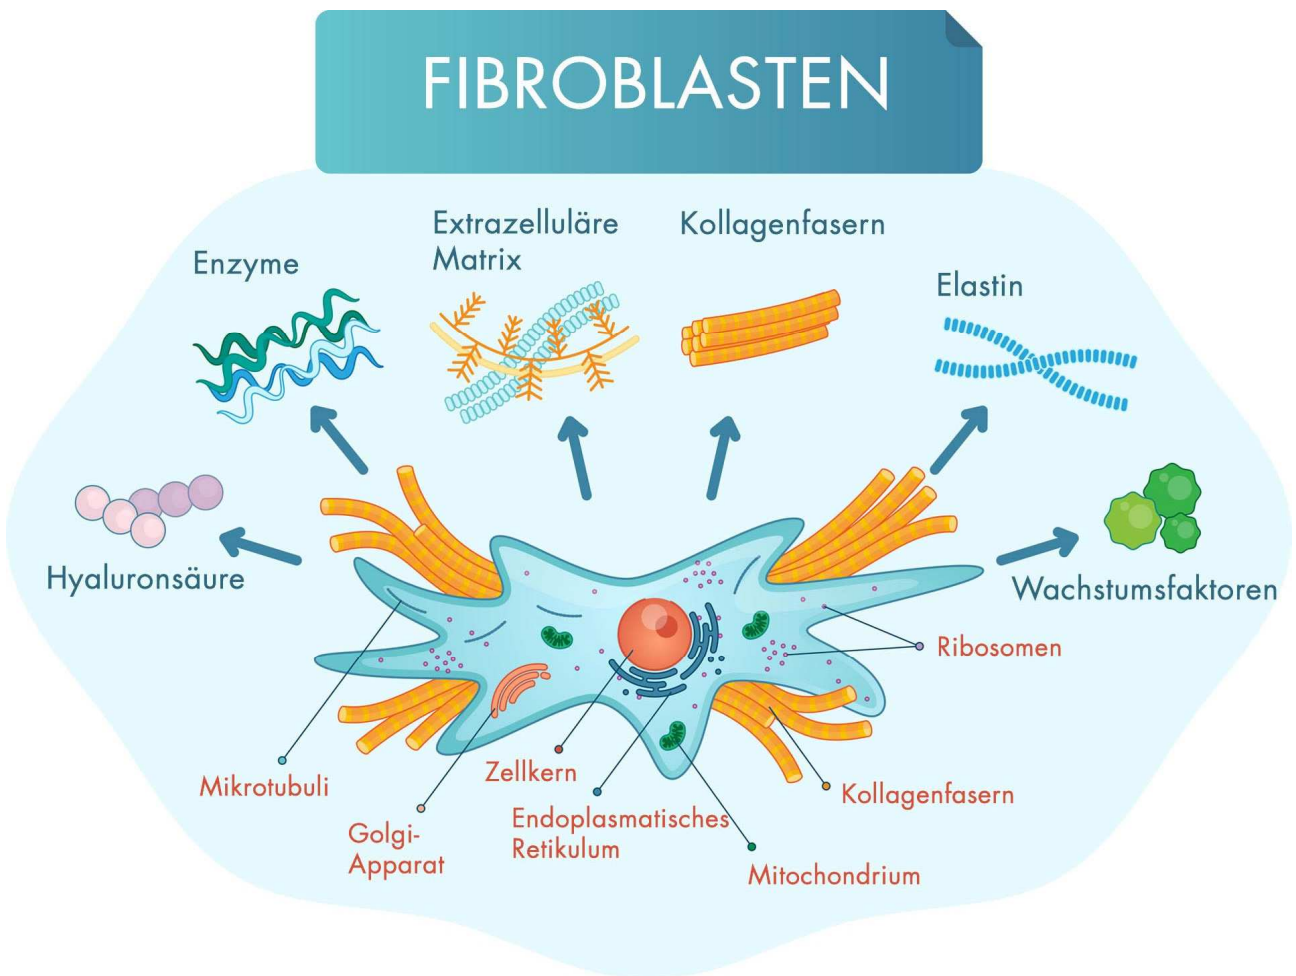 FIBROBLASTEN
Extrazelluläre
Matrix
Kollagenfasern
Enzyme
Elastin
Hyaluronsäure
Wachstumsfaktoren
Ribosomen
Mikrotubuli
Zellkern
Kollagenfasern
Golgi-
Apparat
Endoplasmatisches
Retikulum
Mitochondrium